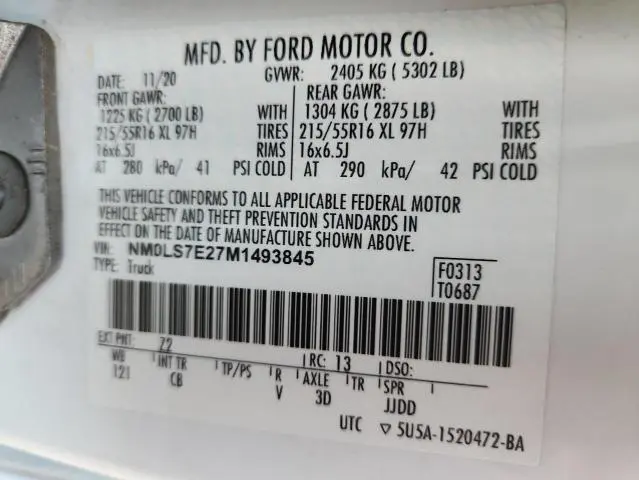 MFD. BY FORD MOTOR CO.
DATE: 11/20 GVWR: 2405 KG ( 5302 LB)
FRONT GAWR: REAR GAWR:
1225 KG ( 2700 LB) WITH 1304 KG ( 2875 LB) WITH
215/55R16 XL 97H TIRES 215/55R16 XL 97H TIRES
16x6.5J RIMS 16x6.5J RIMS
AT 280 kPa/ 41 PSI COLD AT 290 kPa/ 42 PSI COLD
THIS VEHICLE CONFORMS TO ALL APPLICABLE FEDERAL MOTOR
VEHICLE SAFETY AND THEFT PREVENTION STANDARDS IN
EFFECT ON THE DATE OF MANUFACTURE SHOWN ABOVE.
VIN: NM0LS7E27M1493845
TYPE: Truck
F0313
T0687
EXT PNT: Z2 RC: 13 DSO:
WB INT TR TP/PS R AXLE TR SPR
121 CB V 3D JJDD
UTC ▽ 5U5A-1520472-BA